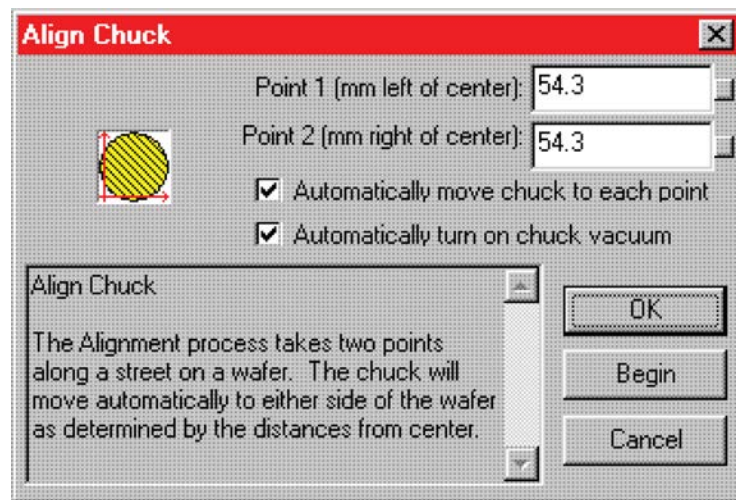 Align Chuck
Point 1 (mm left of center): 54.3
Point 2 (mm right of center): 54.3
Automatically move chuck to each point
Automatically turn on chuck vacuum
Align Chuck
The Alignment process takes two points
along a street on a wafer. The chuck will
move automatically to either side of the wafer
as determined by the distances from center.
OK
Begin
Cancel